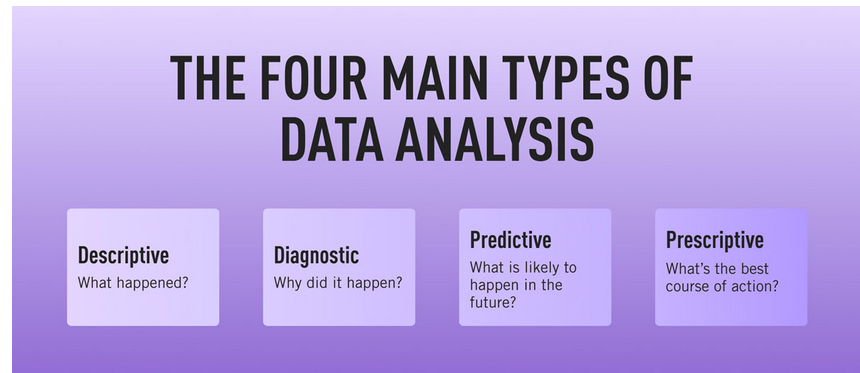 THE FOUR MAIN TYPES OF
DATA ANALYSIS
Descriptive
What happened?
Diagnostic
Why did it happen?
Predictive
What is likely to
happen in the
future?
Prescriptive
What's the best
course of action?